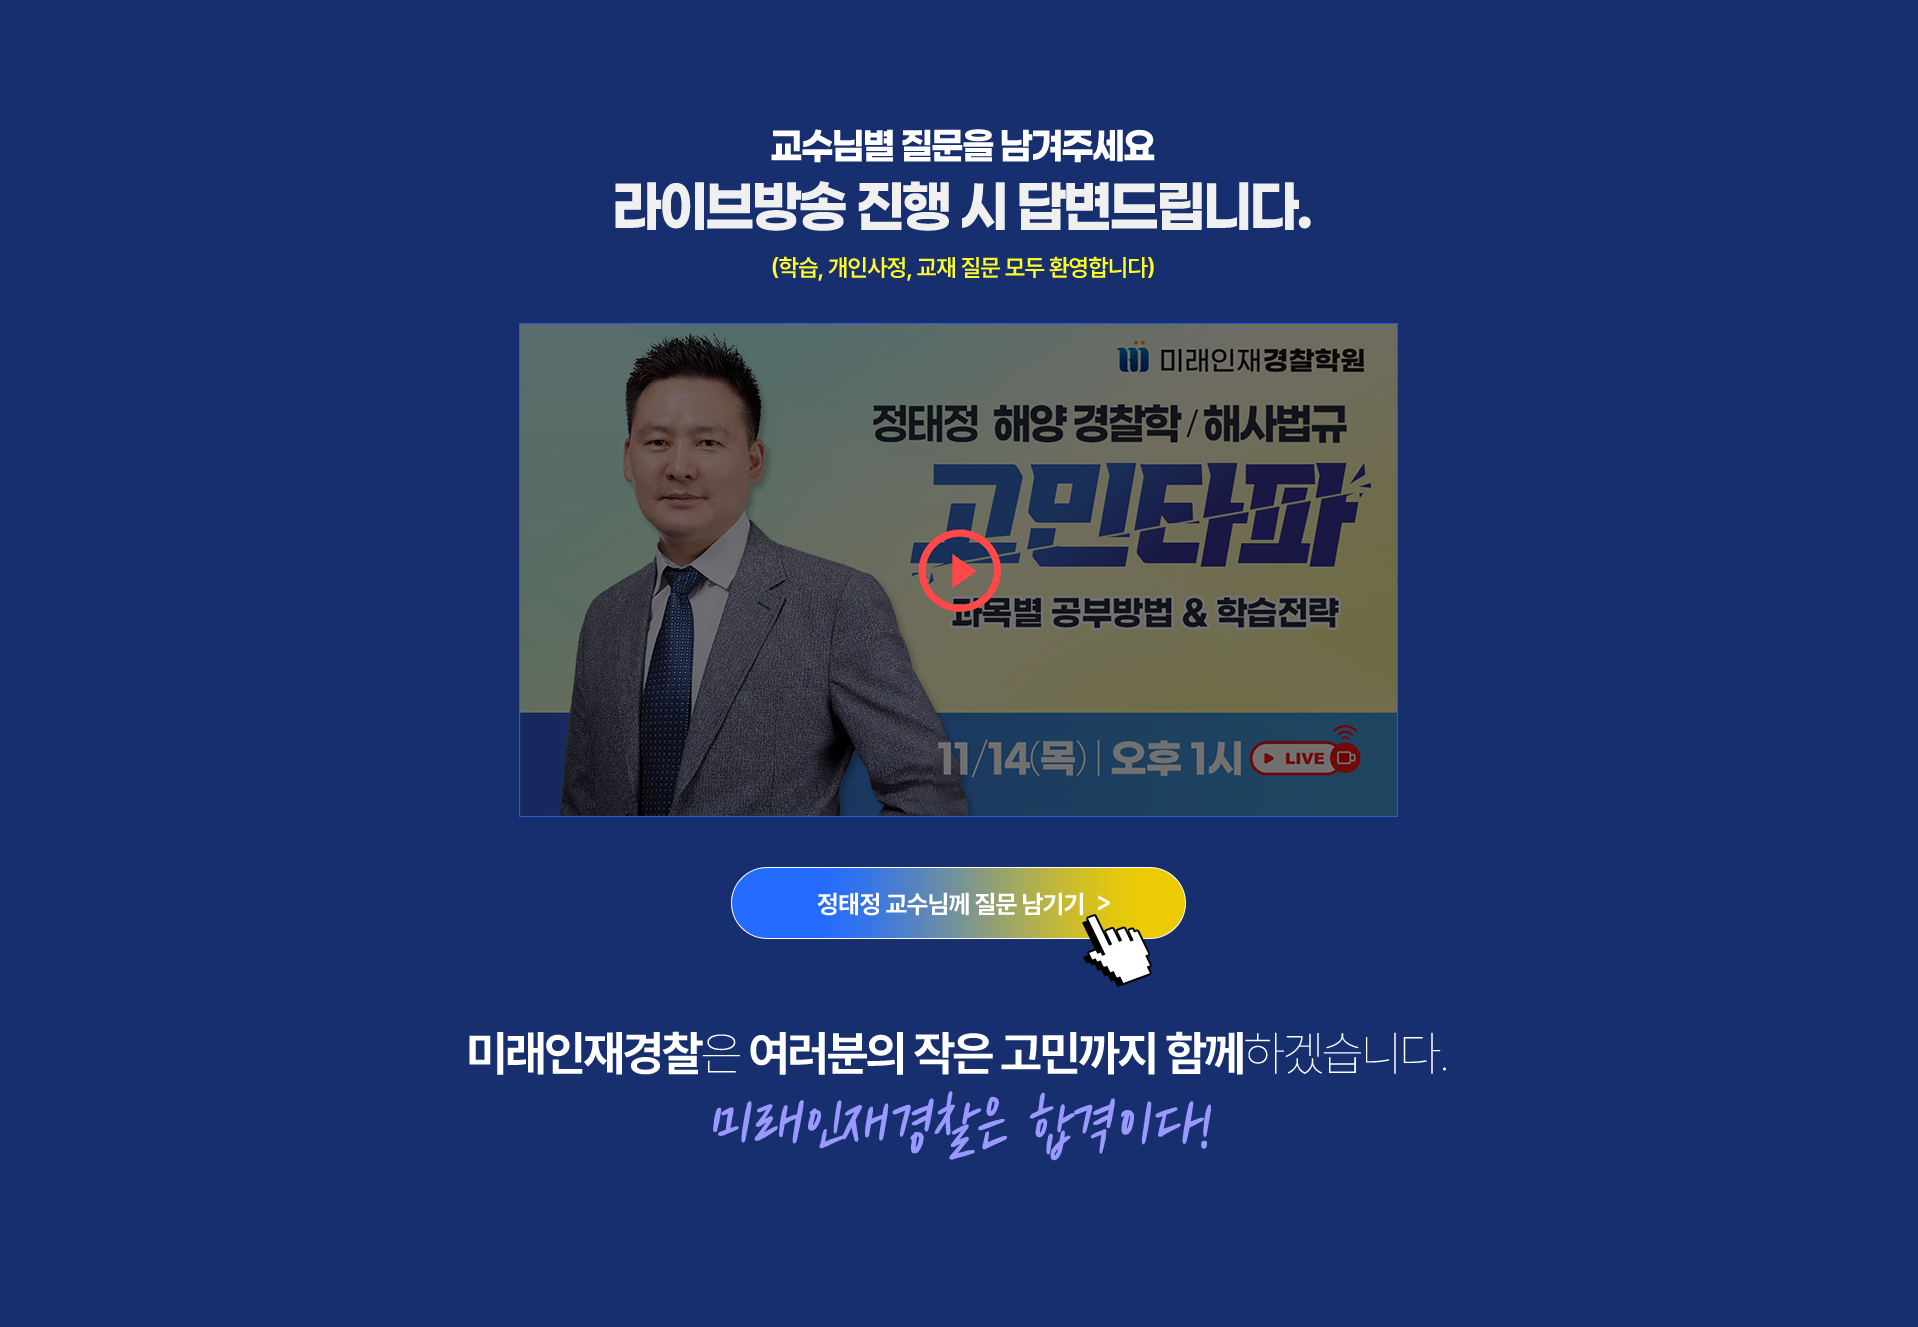 교수님별 질문을 남겨주세요
라이브방송 진행 시 답변드립니다.
(학습, 개인사정, 교재 질문 모두 환영합니다)
미래인재경찰학원
정태정 해양 경찰학 / 해사법규
고민타파
과목별 공부방법 & 학습전략
11/14(목) | 오후 1시 LIVE
정태정 교수님께 질문 남기기 >
미래인재경찰은 여러분의 작은 고민까지 함께하겠습니다.
미래인재경찰은 합격이다!